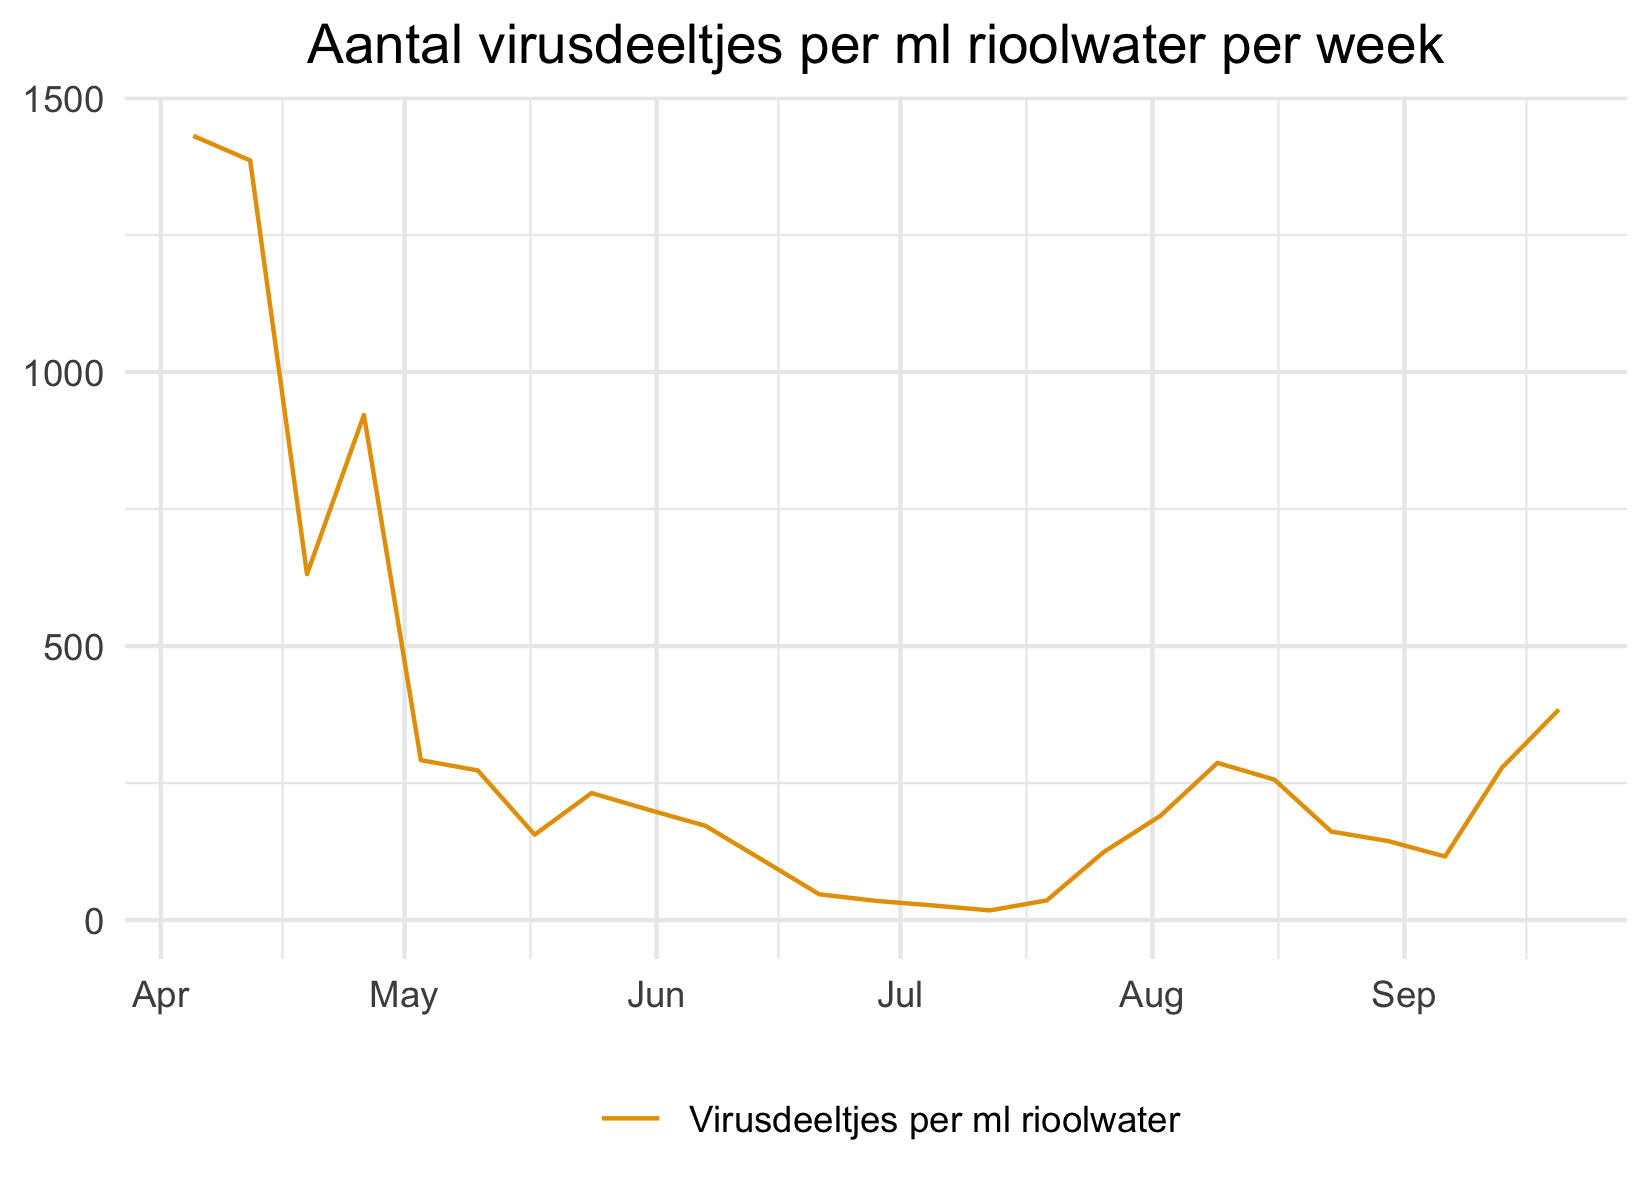 Aantal virusdeeltjes per ml rioolwater per week
1500
1000
500
0
Apr May Jun Jul Aug Sep
Virusdeeltjes per ml rioolwater